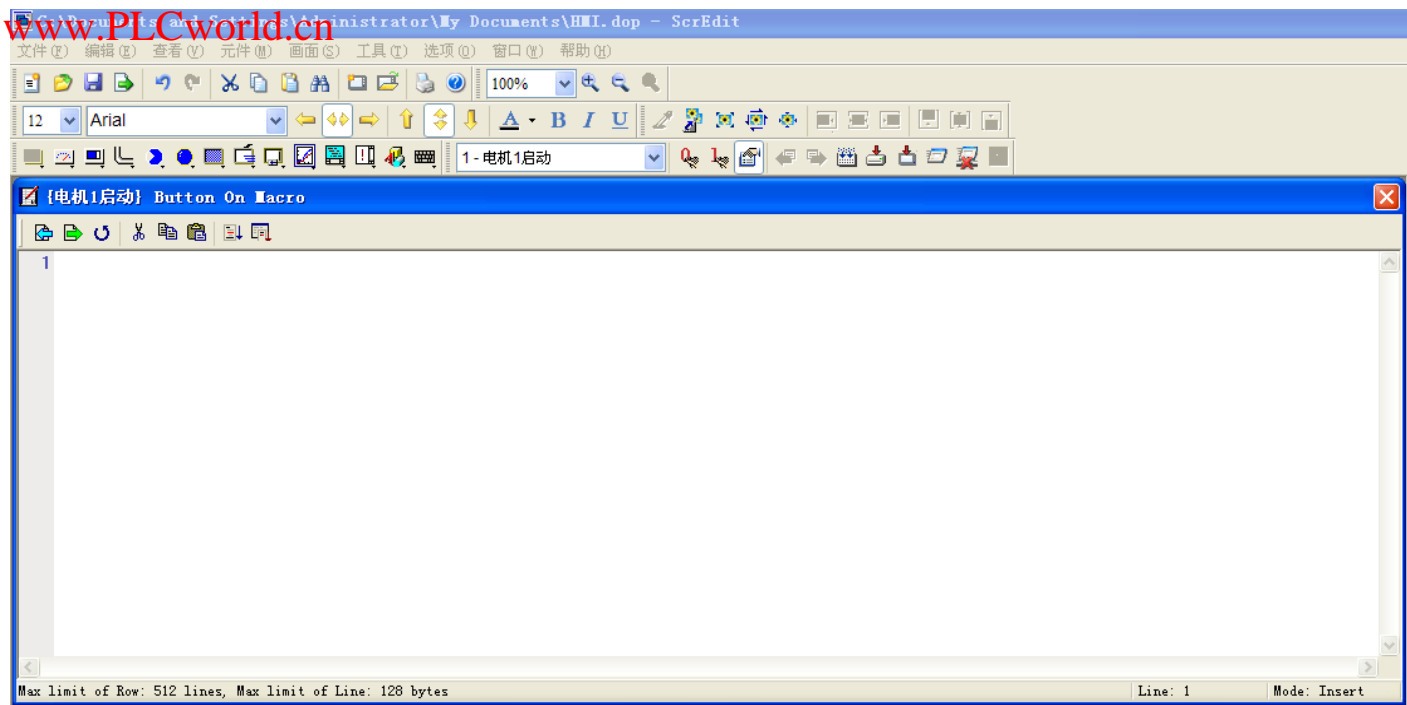 C:\Documents and Settings\Administrator\My Documents\HMI.dop - ScrEdit
www.PLCworld.cn
文件(F) 编辑(E) 查看(V) 元件(M) 画面(S) 工具(T) 选项(O) 窗口(W) 帮助(H)
100%
12 Arial A B I U
1 - 电机1启动
{电机1启动} Button On Macro
1
Max limit of Row: 512 lines, Max limit of Line: 128 bytes Line: 1 Mode: Insert